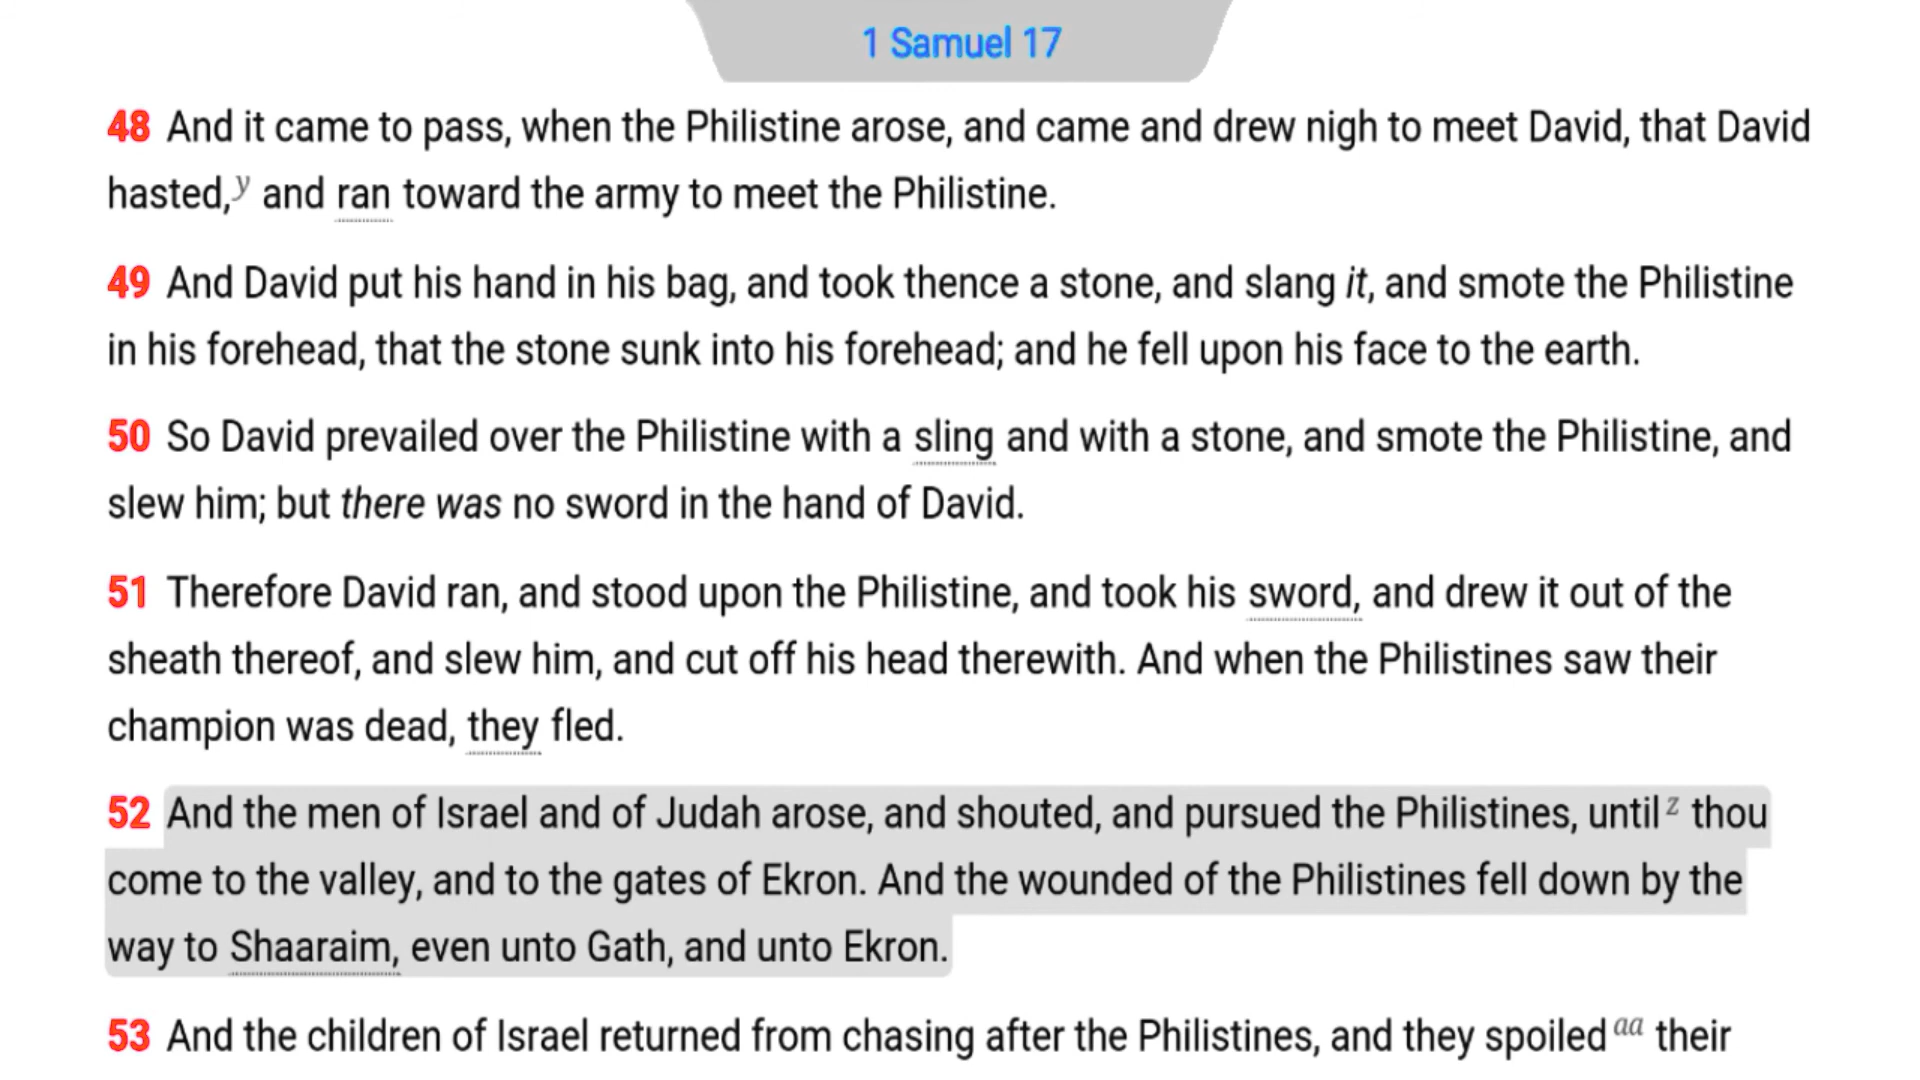 1 Samuel 17
48 And it came to pass, when the Philistine arose, and came and drew nigh to meet David, that David
hasted,y and ran toward the army to meet the Philistine.
49 And David put his hand in his bag, and took thence a stone, and slang it, and smote the Philistine
in his forehead, that the stone sunk into his forehead; and he fell upon his face to the earth.
50 So David prevailed over the Philistine with a sling and with a stone, and smote the Philistine, and
slew him; but there was no sword in the hand of David.
51 Therefore David ran, and stood upon the Philistine, and took his sword, and drew it out of the
sheath thereof, and slew him, and cut off his head therewith. And when the Philistines saw their
champion was dead, they fled.
52 And the men of Israel and of Judah arose, and shouted, and pursued the Philistines, until z thou
come to the valley, and to the gates of Ekron. And the wounded of the Philistines fell down by the
way to Shaaraim, even unto Gath, and unto Ekron.
53 And the children of Israel returned from chasing after the Philistines, and they spoiled aa their